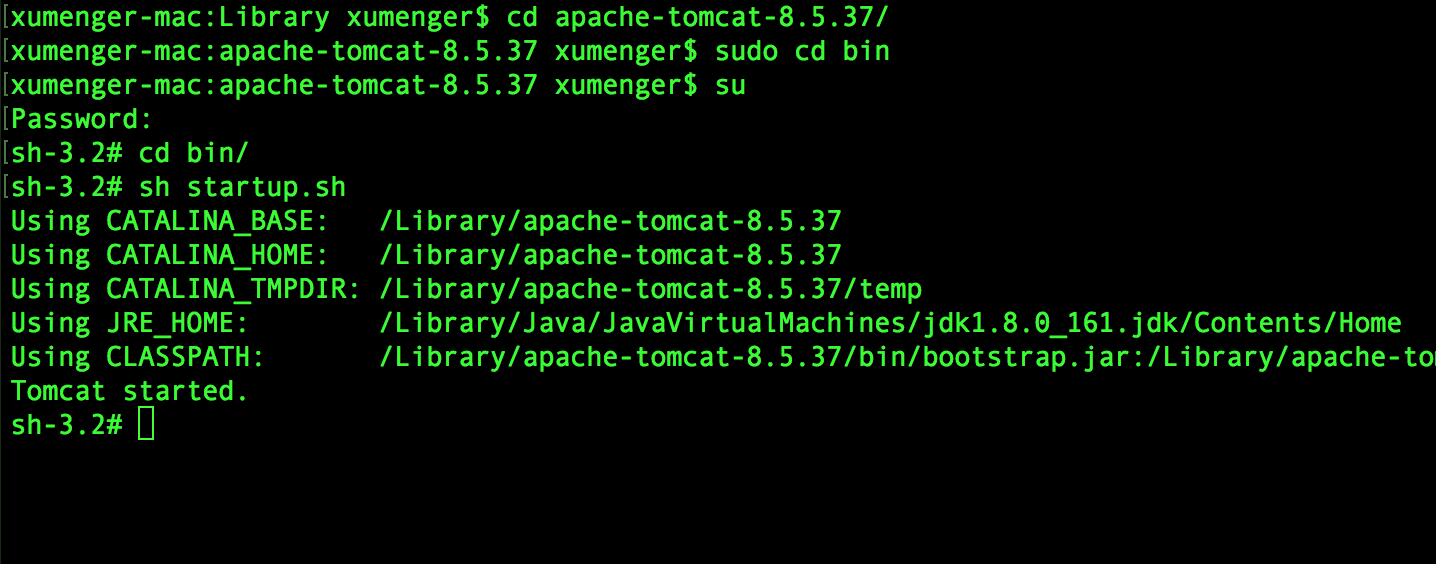 [xumenger-mac:Library xumenger$ cd apache-tomcat-8.5.37/
[xumenger-mac:apache-tomcat-8.5.37 xumenger$ sudo cd bin
[xumenger-mac:apache-tomcat-8.5.37 xumenger$ su
[Password:
[sh-3.2# cd bin/
[sh-3.2# sh startup.sh
Using CATALINA_BASE:   /Library/apache-tomcat-8.5.37
Using CATALINA_HOME:   /Library/apache-tomcat-8.5.37
Using CATALINA_TMPDIR: /Library/apache-tomcat-8.5.37/temp
Using JRE_HOME:        /Library/Java/JavaVirtualMachines/jdk1.8.0_161.jdk/Contents/Home
Using CLASSPATH:       /Library/apache-tomcat-8.5.37/bin/bootstrap.jar:/Library/apache-to
Tomcat started.
sh-3.2#